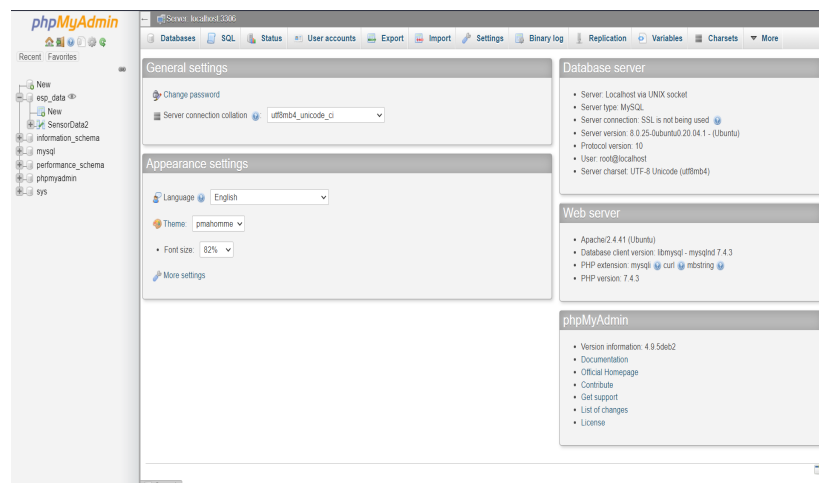 phpMyAdmin
Recent Favorites
New
esp_data
New
SensorData2
information_schema
mysql
performance_schema
phpmyadmin
sys
Server: localhost:3306
Databases SQL Status User accounts Export Import Settings Binary log Replication Variables Charsets More
General settings
Change password
Server connection collation utf8mb4_unicode_ci
Appearance settings
Language English
Theme: pmahomme
• Font size: 82%
More settings
Database server
• Server: Localhost via UNIX socket
• Server type: MySQL
• Server connection: SSL is not being used
• Server version: 8.0.25-0ubuntu0.20.04.1 - (Ubuntu)
• Protocol version: 10
• User: root@localhost
• Server charset: UTF-8 Unicode (utf8mb4)
Web server
• Apache/2.4.41 (Ubuntu)
• Database client version: libmysql - mysqlnd 7.4.3
• PHP extension: mysqli curl mbstring
• PHP version: 7.4.3
phpMyAdmin
• Version information: 4.9.5deb2
• Documentation
• Official Homepage
• Contribute
• Get support
• List of changes
• License